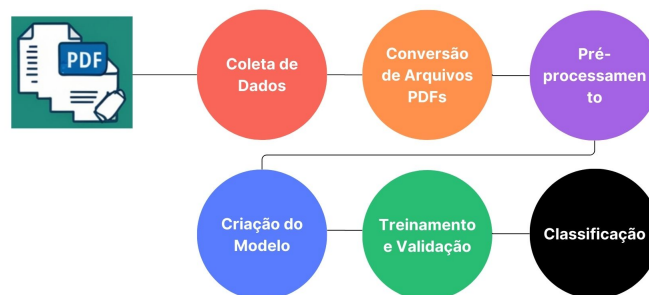 PDF
Coleta de
Dados
Conversão
de Arquivos
PDFs
Pré-
processamen
to
Criação do
Modelo
Treinamento
e Validação
Classificação